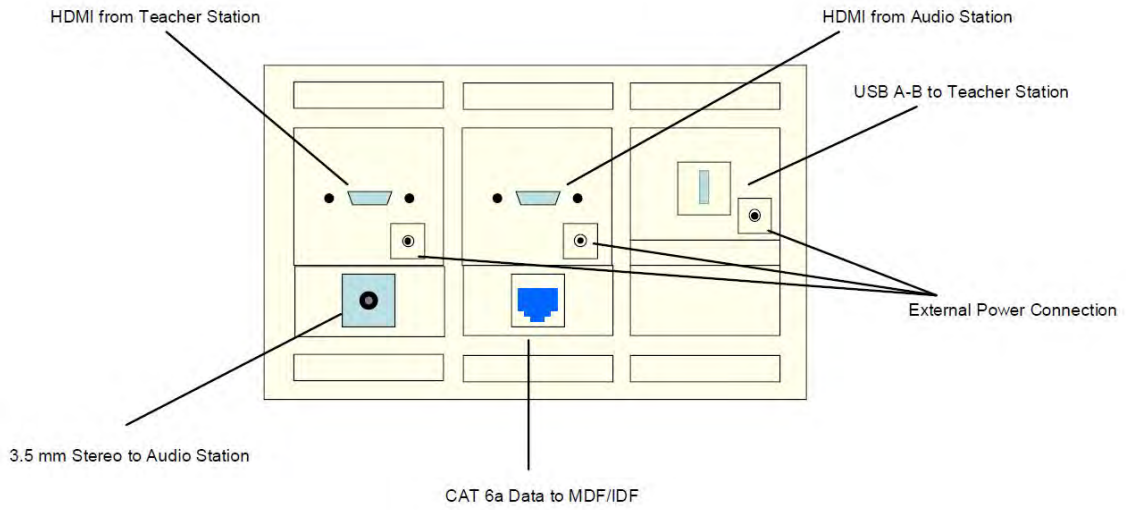 HDMI from Teacher Station
HDMI from Audio Station
USB A-B to Teacher Station
External Power Connection
3.5 mm Stereo to Audio Station
CAT 6a Data to MDF/IDF